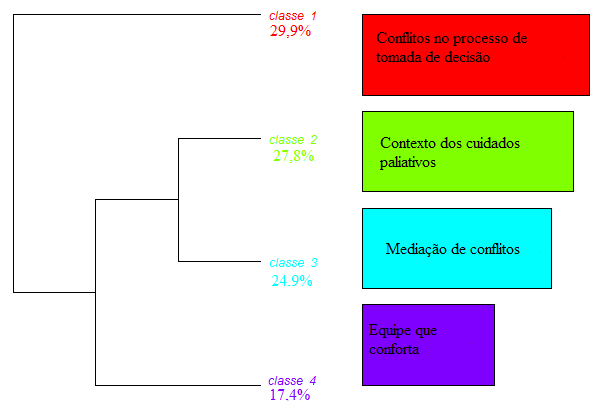 classe 1
29,9%
Conflitos no processo de
tomada de decisão
classe 2
27,8%
Contexto dos cuidados
paliativos
classe 3
24,9%
Mediação de conflitos
Equipe que
conforta
classe 4
17,4%